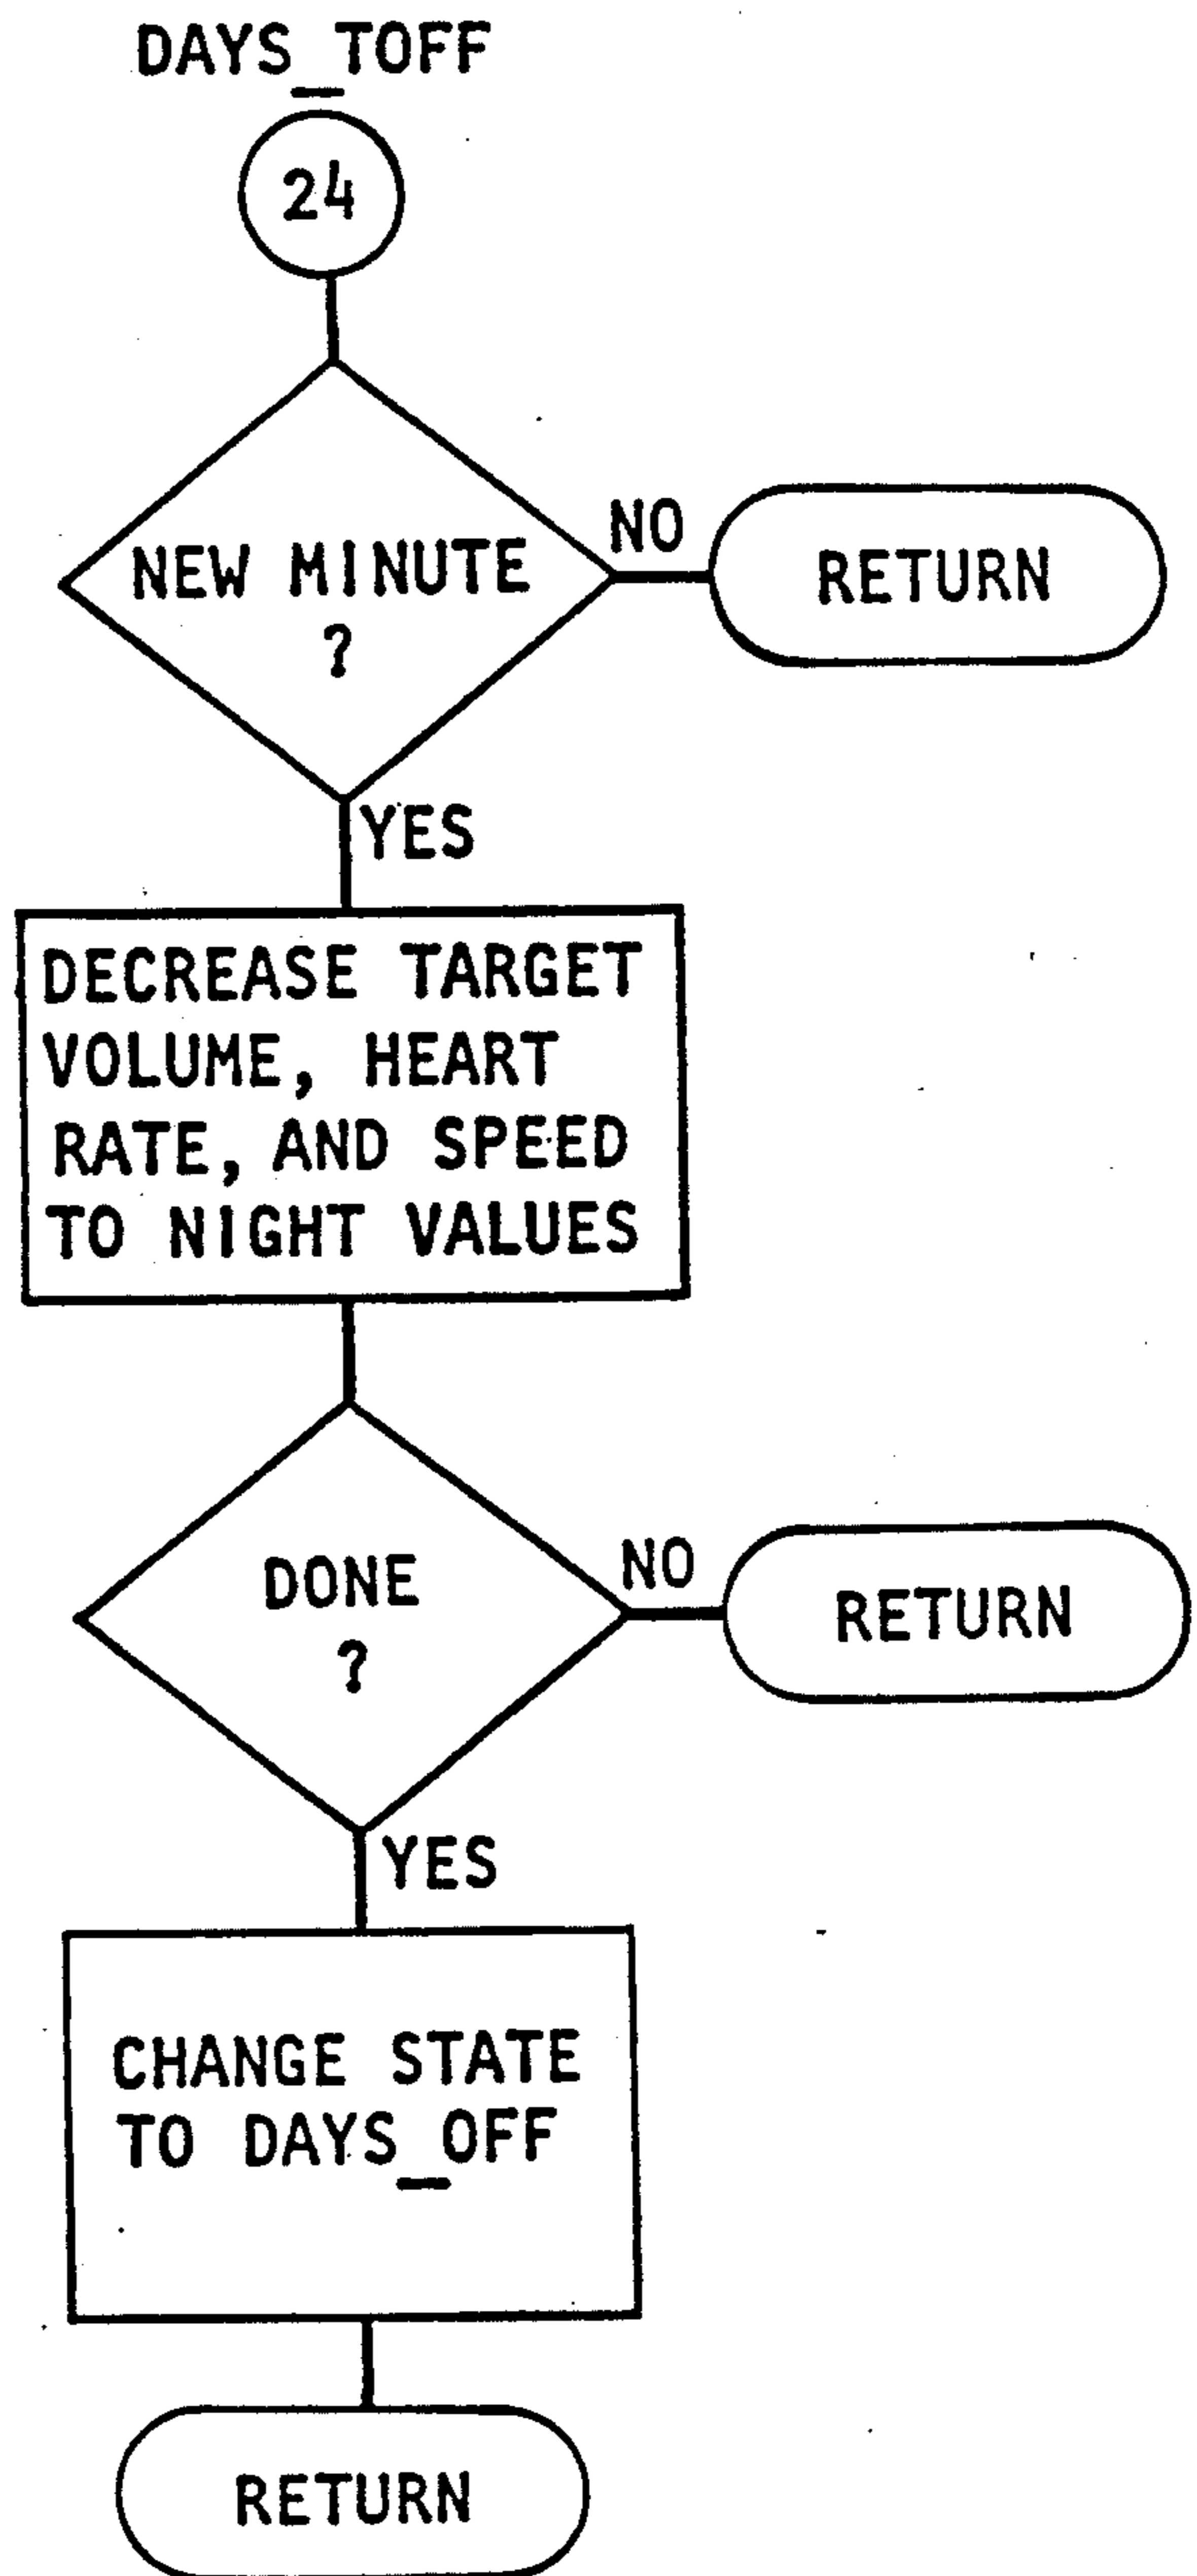 DAYS_TOFF
24
NEW MINUTE
?
NO
RETURN
YES
DECREASE TARGET
VOLUME, HEART
RATE, AND SPEED
TO NIGHT VALUES
DONE
?
NO
RETURN
YES
CHANGE STATE
TO DAYS_OFF
RETURN